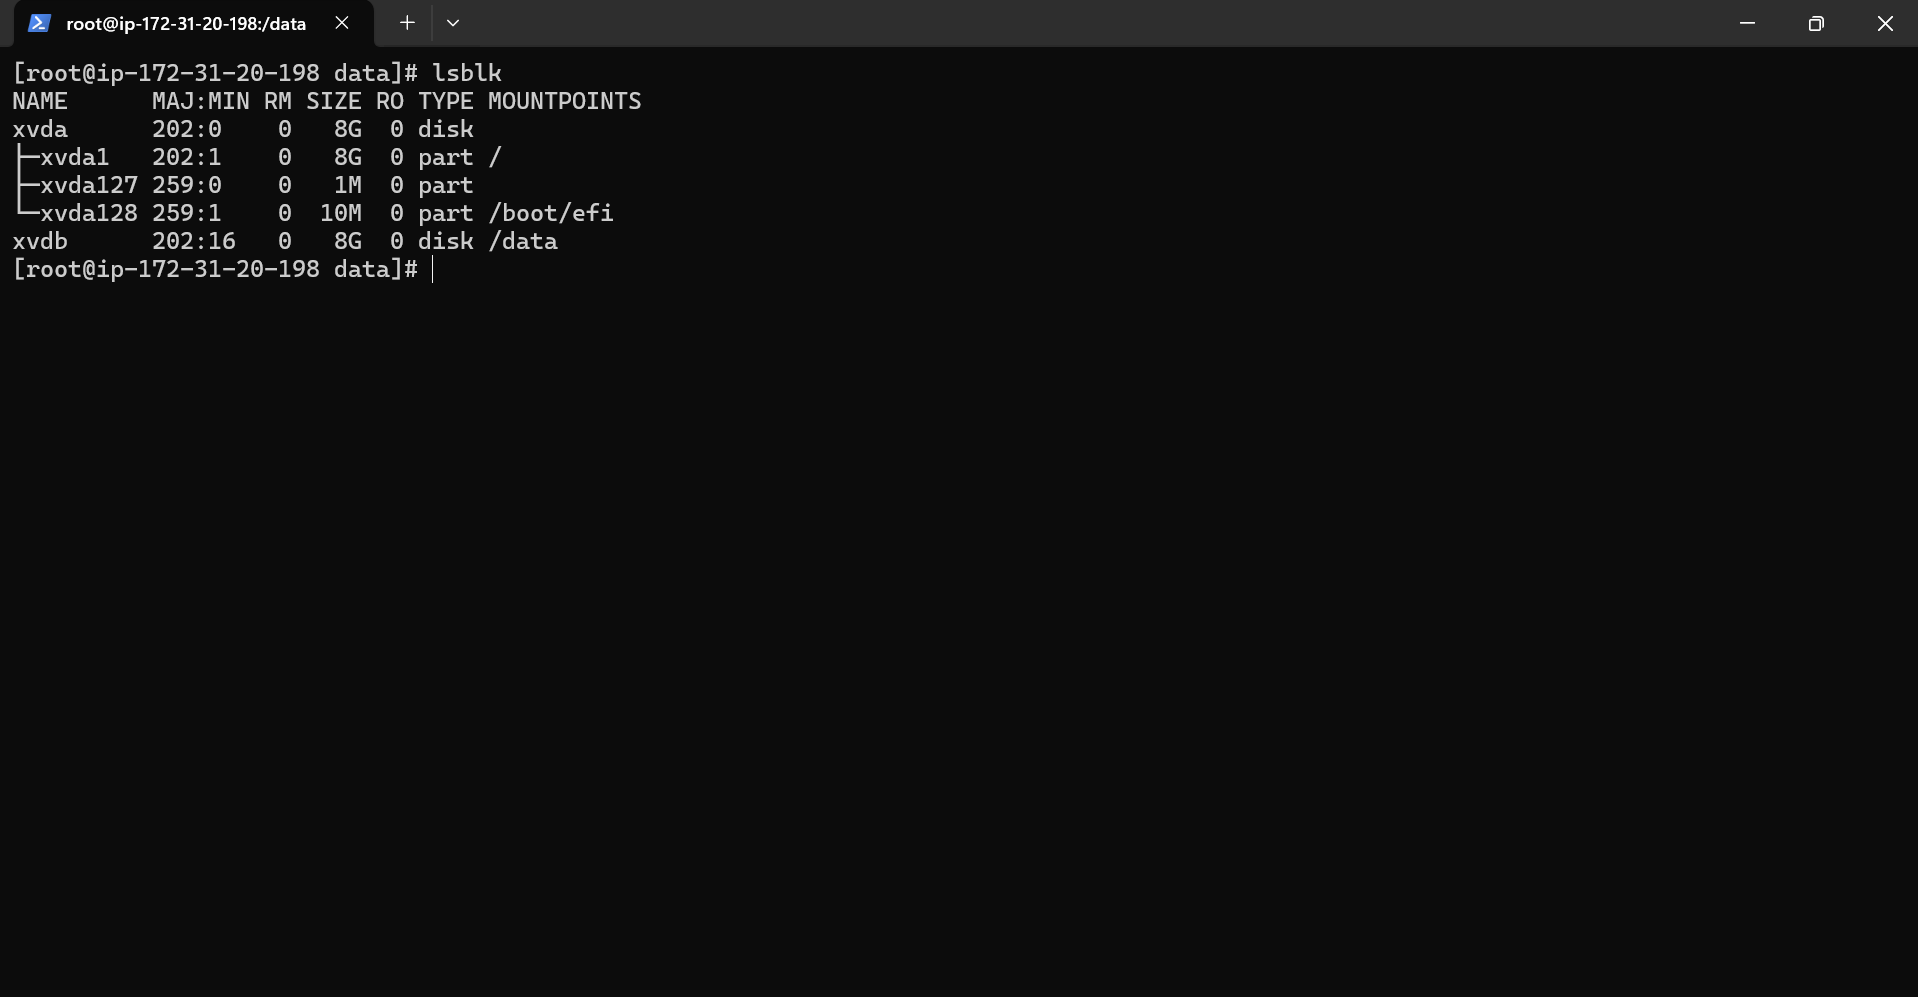 root@ip-172-31-20-198:/data
[root@ip-172-31-20-198 data]# lsblk
NAME      MAJ:MIN RM SIZE RO TYPE MOUNTPOINTS
xvda      202:0    0   8G  0 disk
├─xvda1   202:1    0   8G  0 part /
├─xvda127 259:0    0   1M  0 part
└─xvda128 259:1    0  10M  0 part /boot/efi
xvdb      202:16   0   8G  0 disk /data
[root@ip-172-31-20-198 data]#